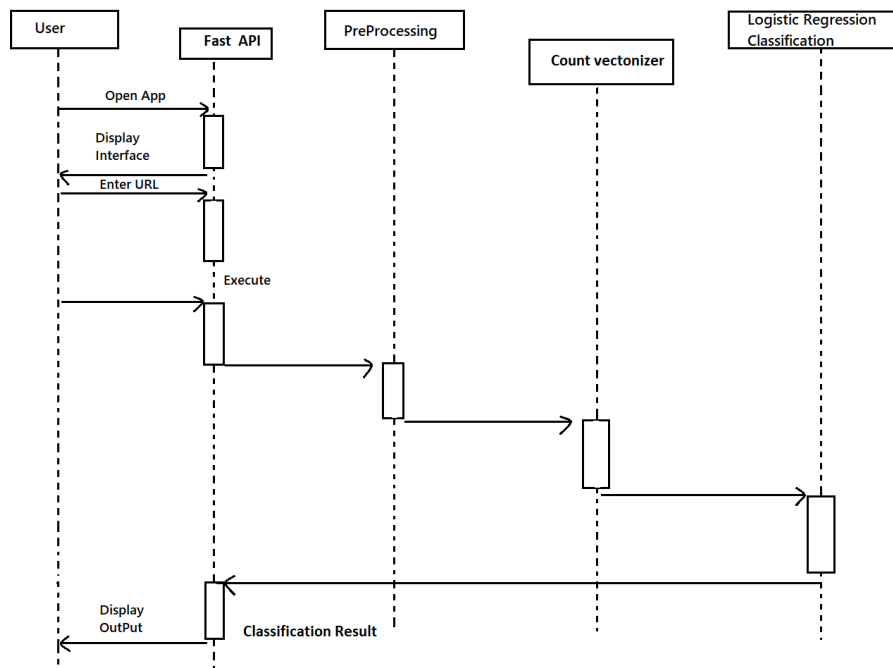 User
Fast API
PreProcessing
Count vectonizer
Logistic Regression
Classification
Open App
Display
Interface
Enter URL
Execute
Display
OutPut
Classification Result